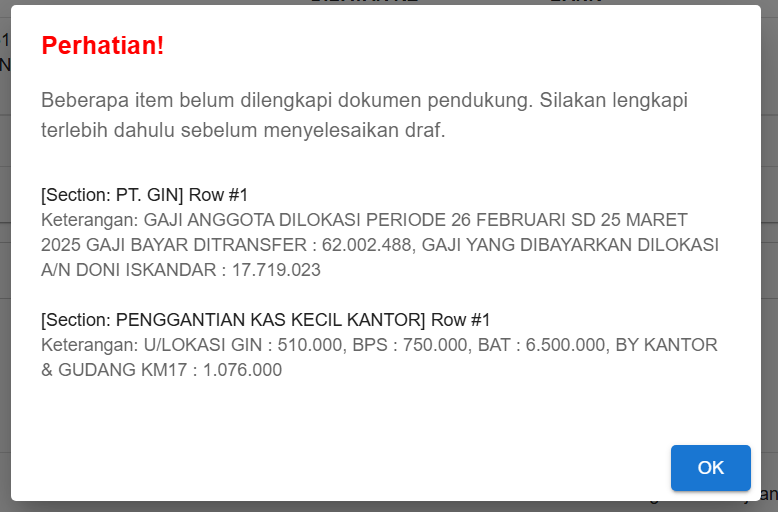 Perhatian!
Beberapa item belum dilengkapi dokumen pendukung. Silakan lengkapi
terlebih dahulu sebelum menyelesaikan draf.
[Section: PT. GIN] Row #1
Keterangan: GAJI ANGGOTA DILOKASI PERIODE 26 FEBRUARI SD 25 MARET
2025 GAJI BAYAR DITRANSFER : 62.002.488, GAJI YANG DIBAYARKAN DILOKASI
A/N DONI ISKANDAR : 17.719.023
[Section: PENGGANTIAN KAS KECIL KANTOR] Row #1
Keterangan: U/LOKASI GIN : 510.000, BPS : 750.000, BAT : 6.500.000, BY KANTOR
& GUDANG KM17 : 1.076.000
OK